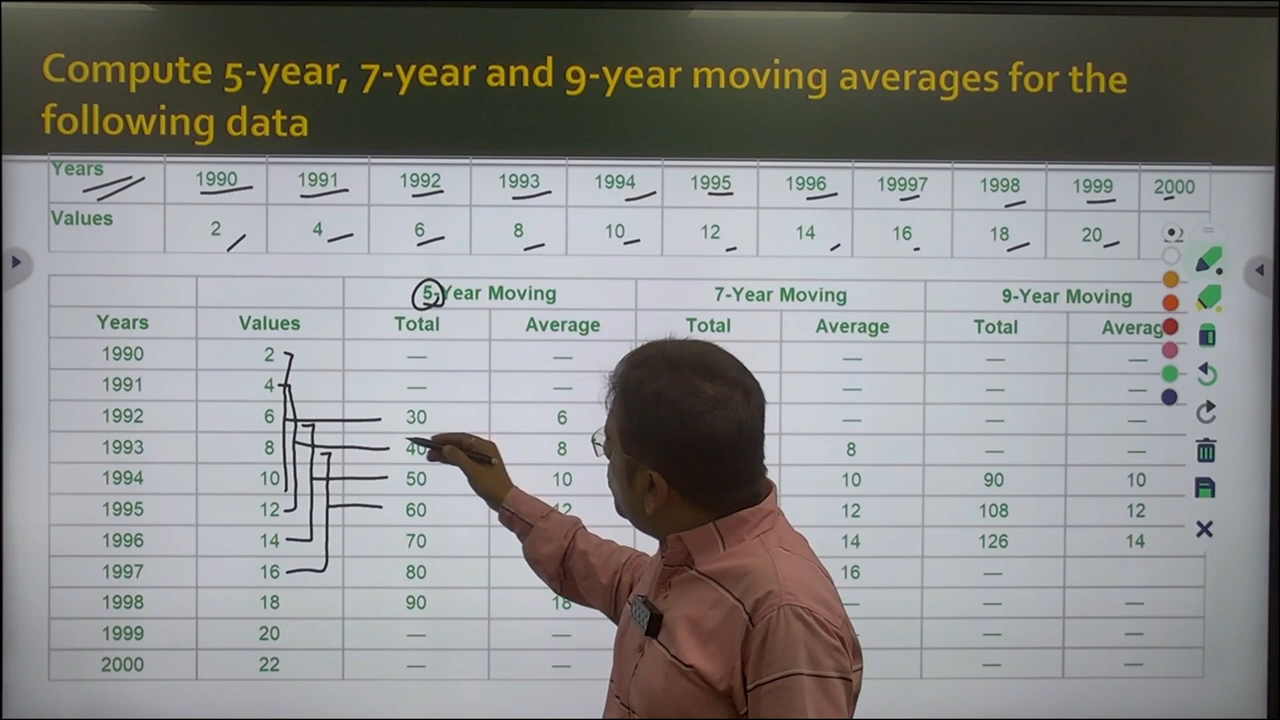 Compute 5-year, 7-year and 9-year moving averages for the
following data
Years 1990 1991 1992 1993 1994 1995 1996 19997 1998 1999 2000
Values 2 4 6 8 10 12 14 16 18 20
5-Year Moving 7-Year Moving 9-Year Moving
Years Values Total Average Total Average Total
1990 2 — — — — —
1991 4 — — — — —
1992 6 30 6 — — —
1993 8 40 8 8 — —
1994 10 50 10 10 90 10
1995 12 60 12 12 108 12
1996 14 70 14 126 14
1997 16 80 16 —
1998 18 90 18 — — —
1999 20 — — — —
2000 22 — — — —